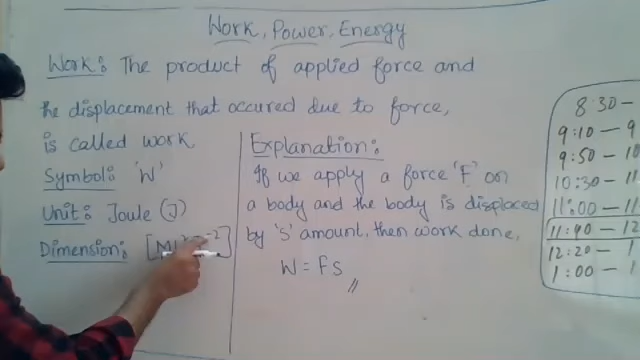 Work, Power, Energy
Work: The product of applied force and
the displacement that occured due to force,
is called work
Symbol: 'W'
Unit: Joule (J)
Dimension: [ML²T⁻²]
Explanation:
If we apply a force 'F' on
a body and the body is displaced
by 'S' amount, then work done,
W = FS
8:30 -
9:10 - 9
9:50 - 10
10:30 - 11
11:00 - 11
11:40 - 12
12:20 - 1
1:00 - 1